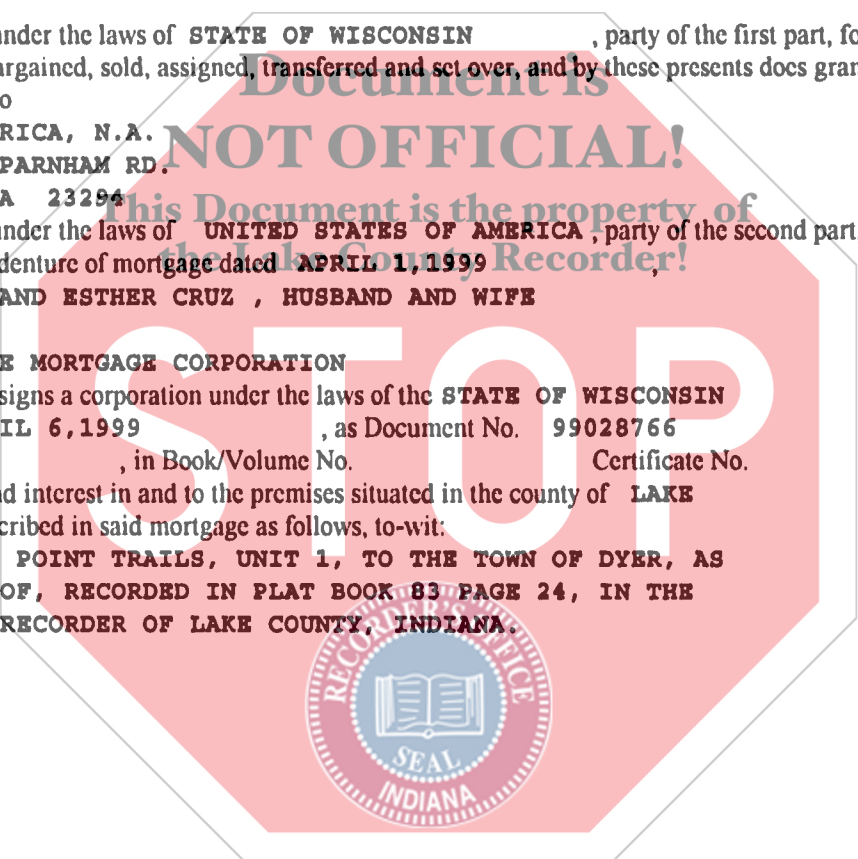 under the laws of STATE OF WISCONSIN , party of the first part, fo
argained, sold, assigned, transferred and set over, and by these presents does gran
Document is
o
RICA, N.A.
NOT OFFICIAL!
PARNHAM RD.
A 23294
This Document is the property of
under the laws of UNITED STATES OF AMERICA , party of the second part
the Lake County Recorder!
denture of mortgage dated APRIL 1,1999 ,
AND ESTHER CRUZ , HUSBAND AND WIFE
E MORTGAGE CORPORATION
signs a corporation under the laws of the STATE OF WISCONSIN
IL 6,1999 , as Document No. 99028766
, in Book/Volume No. Certificate No.
d interest in and to the premises situated in the county of LAKE
cribed in said mortgage as follows, to-wit:
POINT TRAILS, UNIT 1, TO THE TOWN OF DYER, AS
OF, RECORDED IN PLAT BOOK 83 PAGE 24, IN THE
RECORDER OF LAKE COUNTY, INDIANA.
STOP
RECORDER'S OFFICE
SEAL
INDIANA